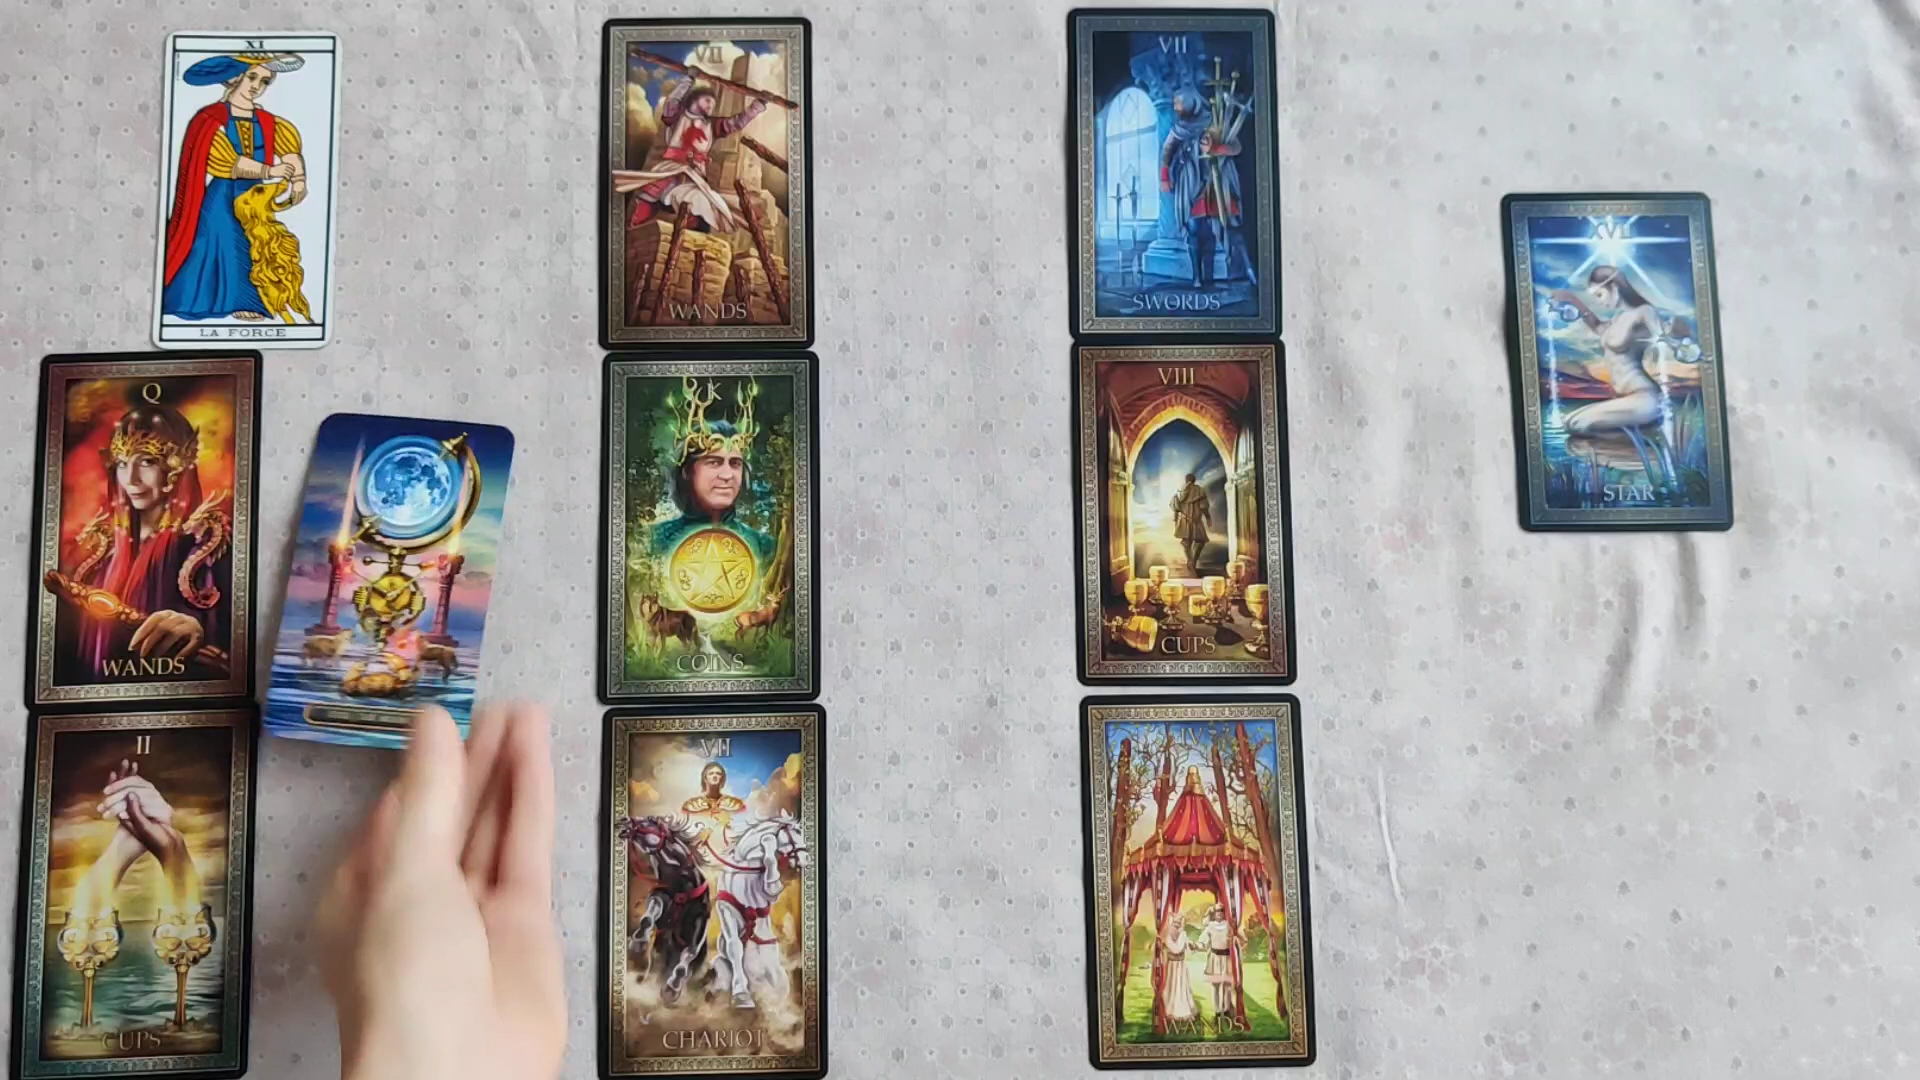 XI
LA FORCE
Q
WANDS
II
CUPS
VII
WANDS
K
COINS
VII
CHARIOT
VII
SWORDS
VIII
CUPS
IV
WANDS
XVII
STAR